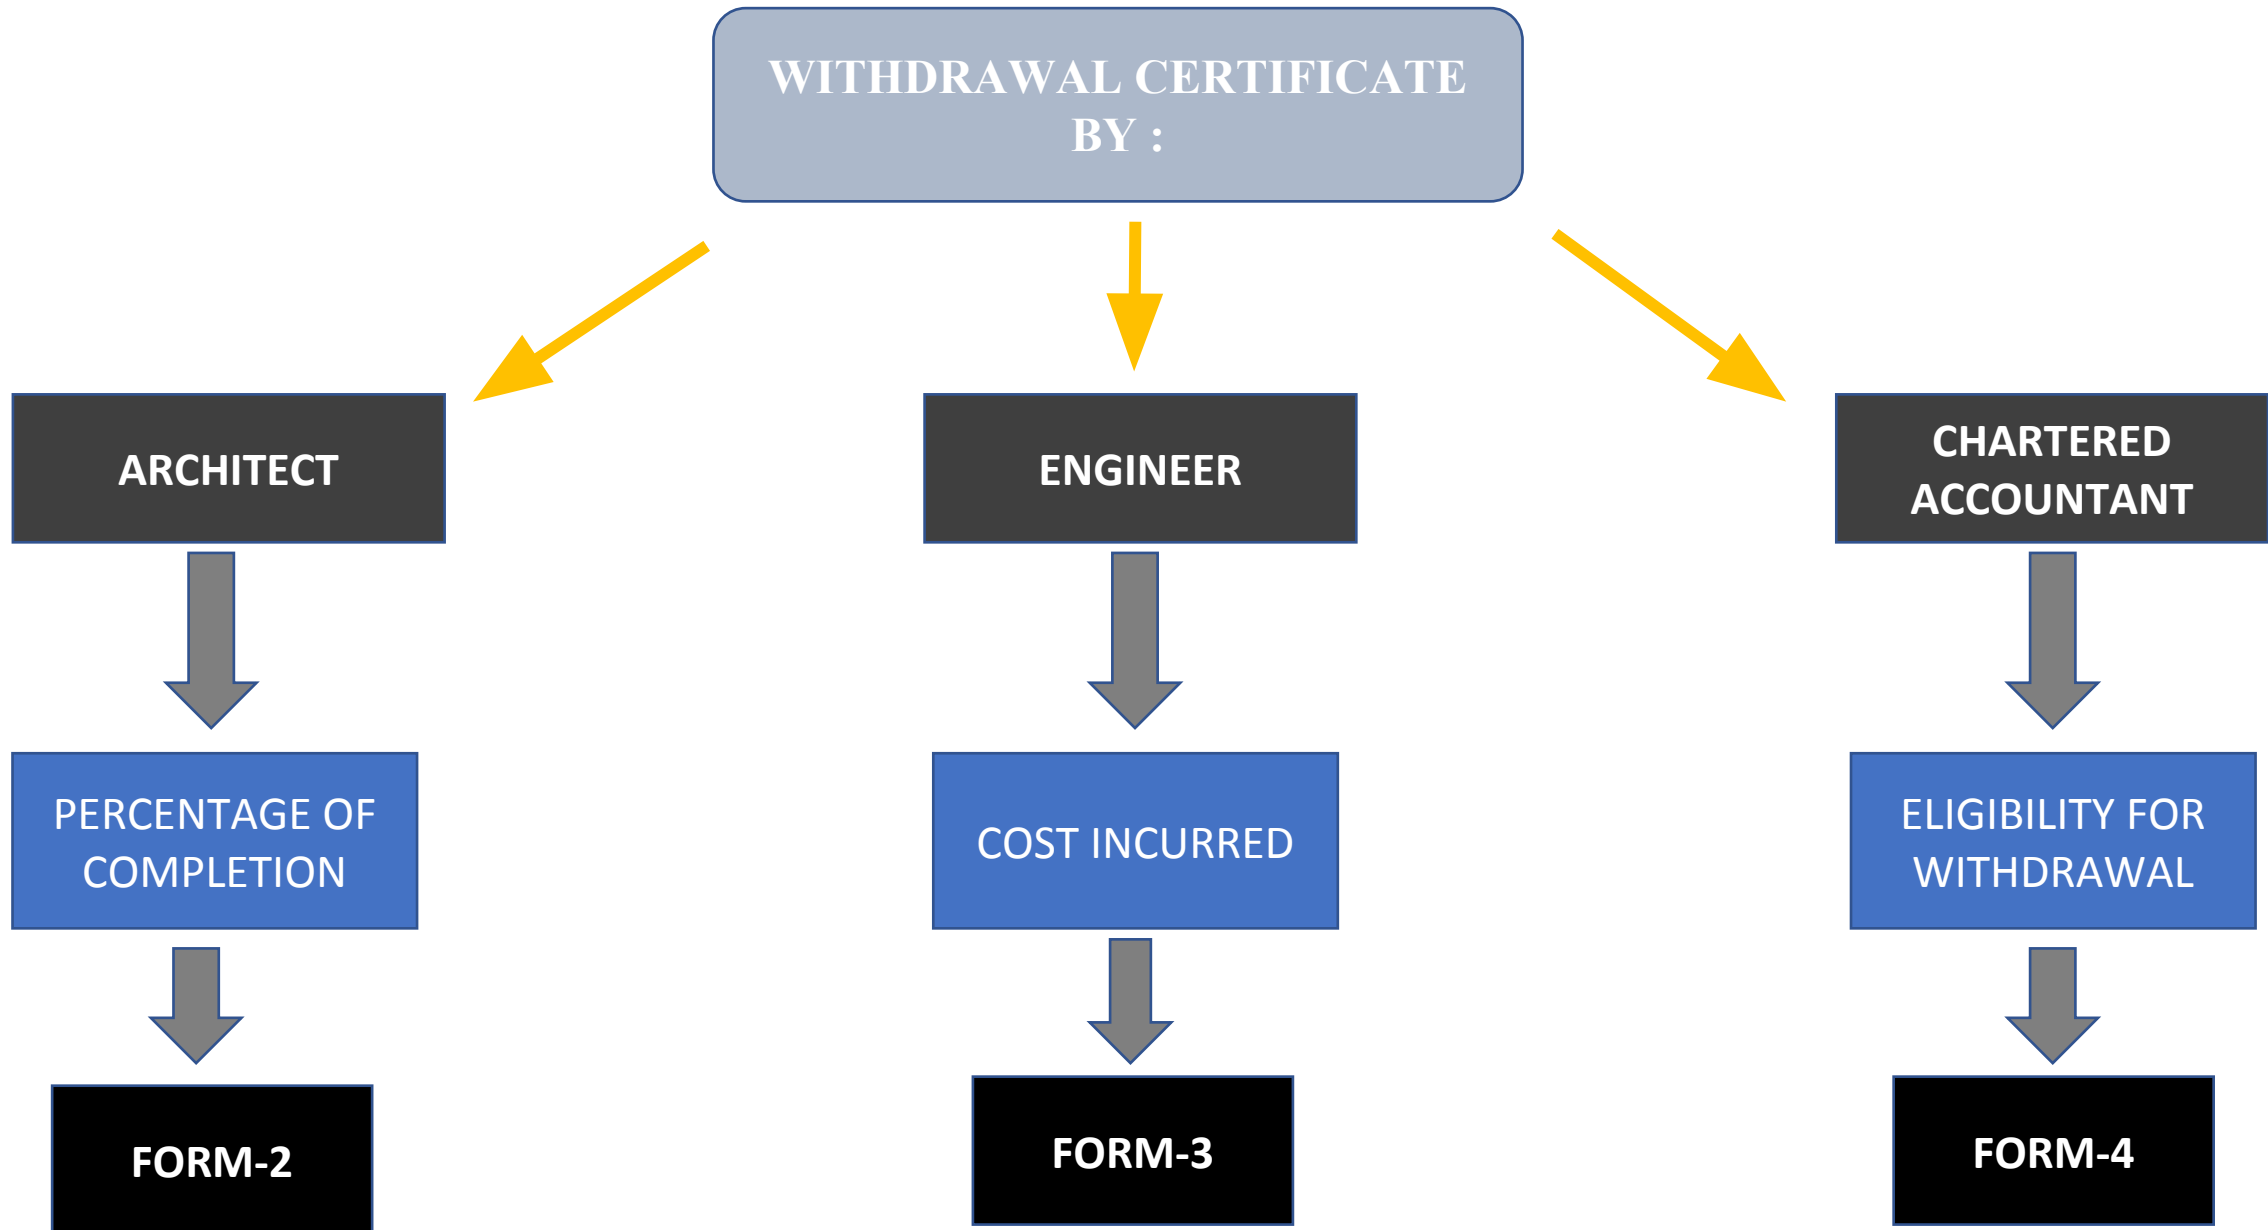 WITHDRAWAL CERTIFICATE
BY :
ARCHITECT
ENGINEER
CHARTERED
ACCOUNTANT
PERCENTAGE OF
COMPLETION
COST INCURRED
ELIGIBILITY FOR
WITHDRAWAL
FORM-2
FORM-3
FORM-4